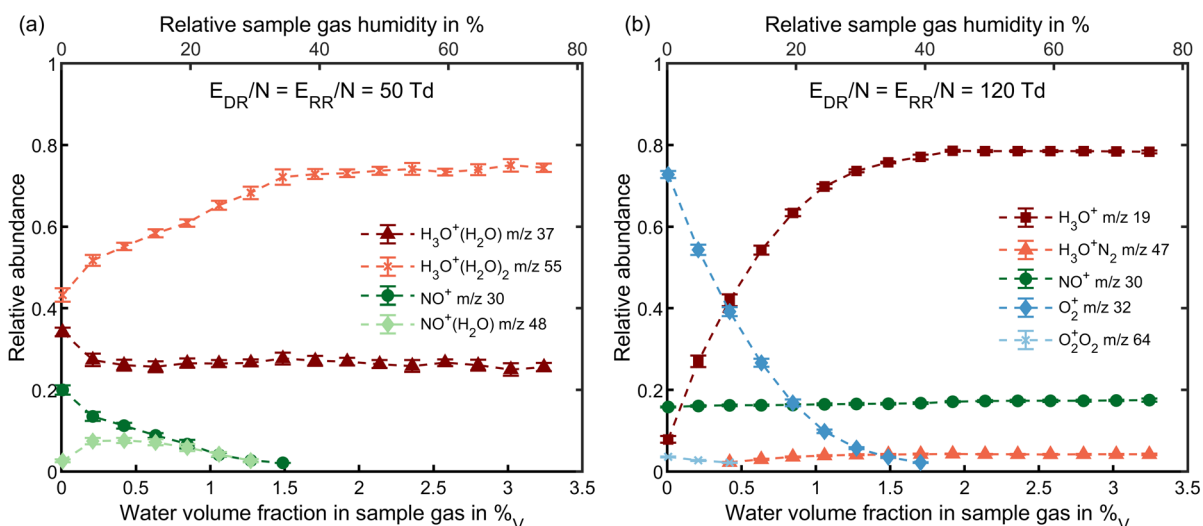 (a)
Relative sample gas humidity in %
0 20 40 60 80
E_DR/N = E_RR/N = 50 Td
Relative abundance
1
0.8
0.6
0.4
0.2
0
H₃O⁺(H₂O) m/z 37
H₃O⁺(H₂O)₂ m/z 55
NO⁺ m/z 30
NO⁺(H₂O) m/z 48
0 0.5 1 1.5 2 2.5 3 3.5
Water volume fraction in sample gas in %_V
(b)
Relative sample gas humidity in %
0 20 40 60 80
E_DR/N = E_RR/N = 120 Td
Relative abundance
1
0.8
0.6
0.4
0.2
0
H₃O⁺ m/z 19
H₃O⁺N₂ m/z 47
NO⁺ m/z 30
O₂⁺ m/z 32
O₂⁺O₂ m/z 64
0 0.5 1 1.5 2 2.5 3 3.5
Water volume fraction in sample gas in %_V